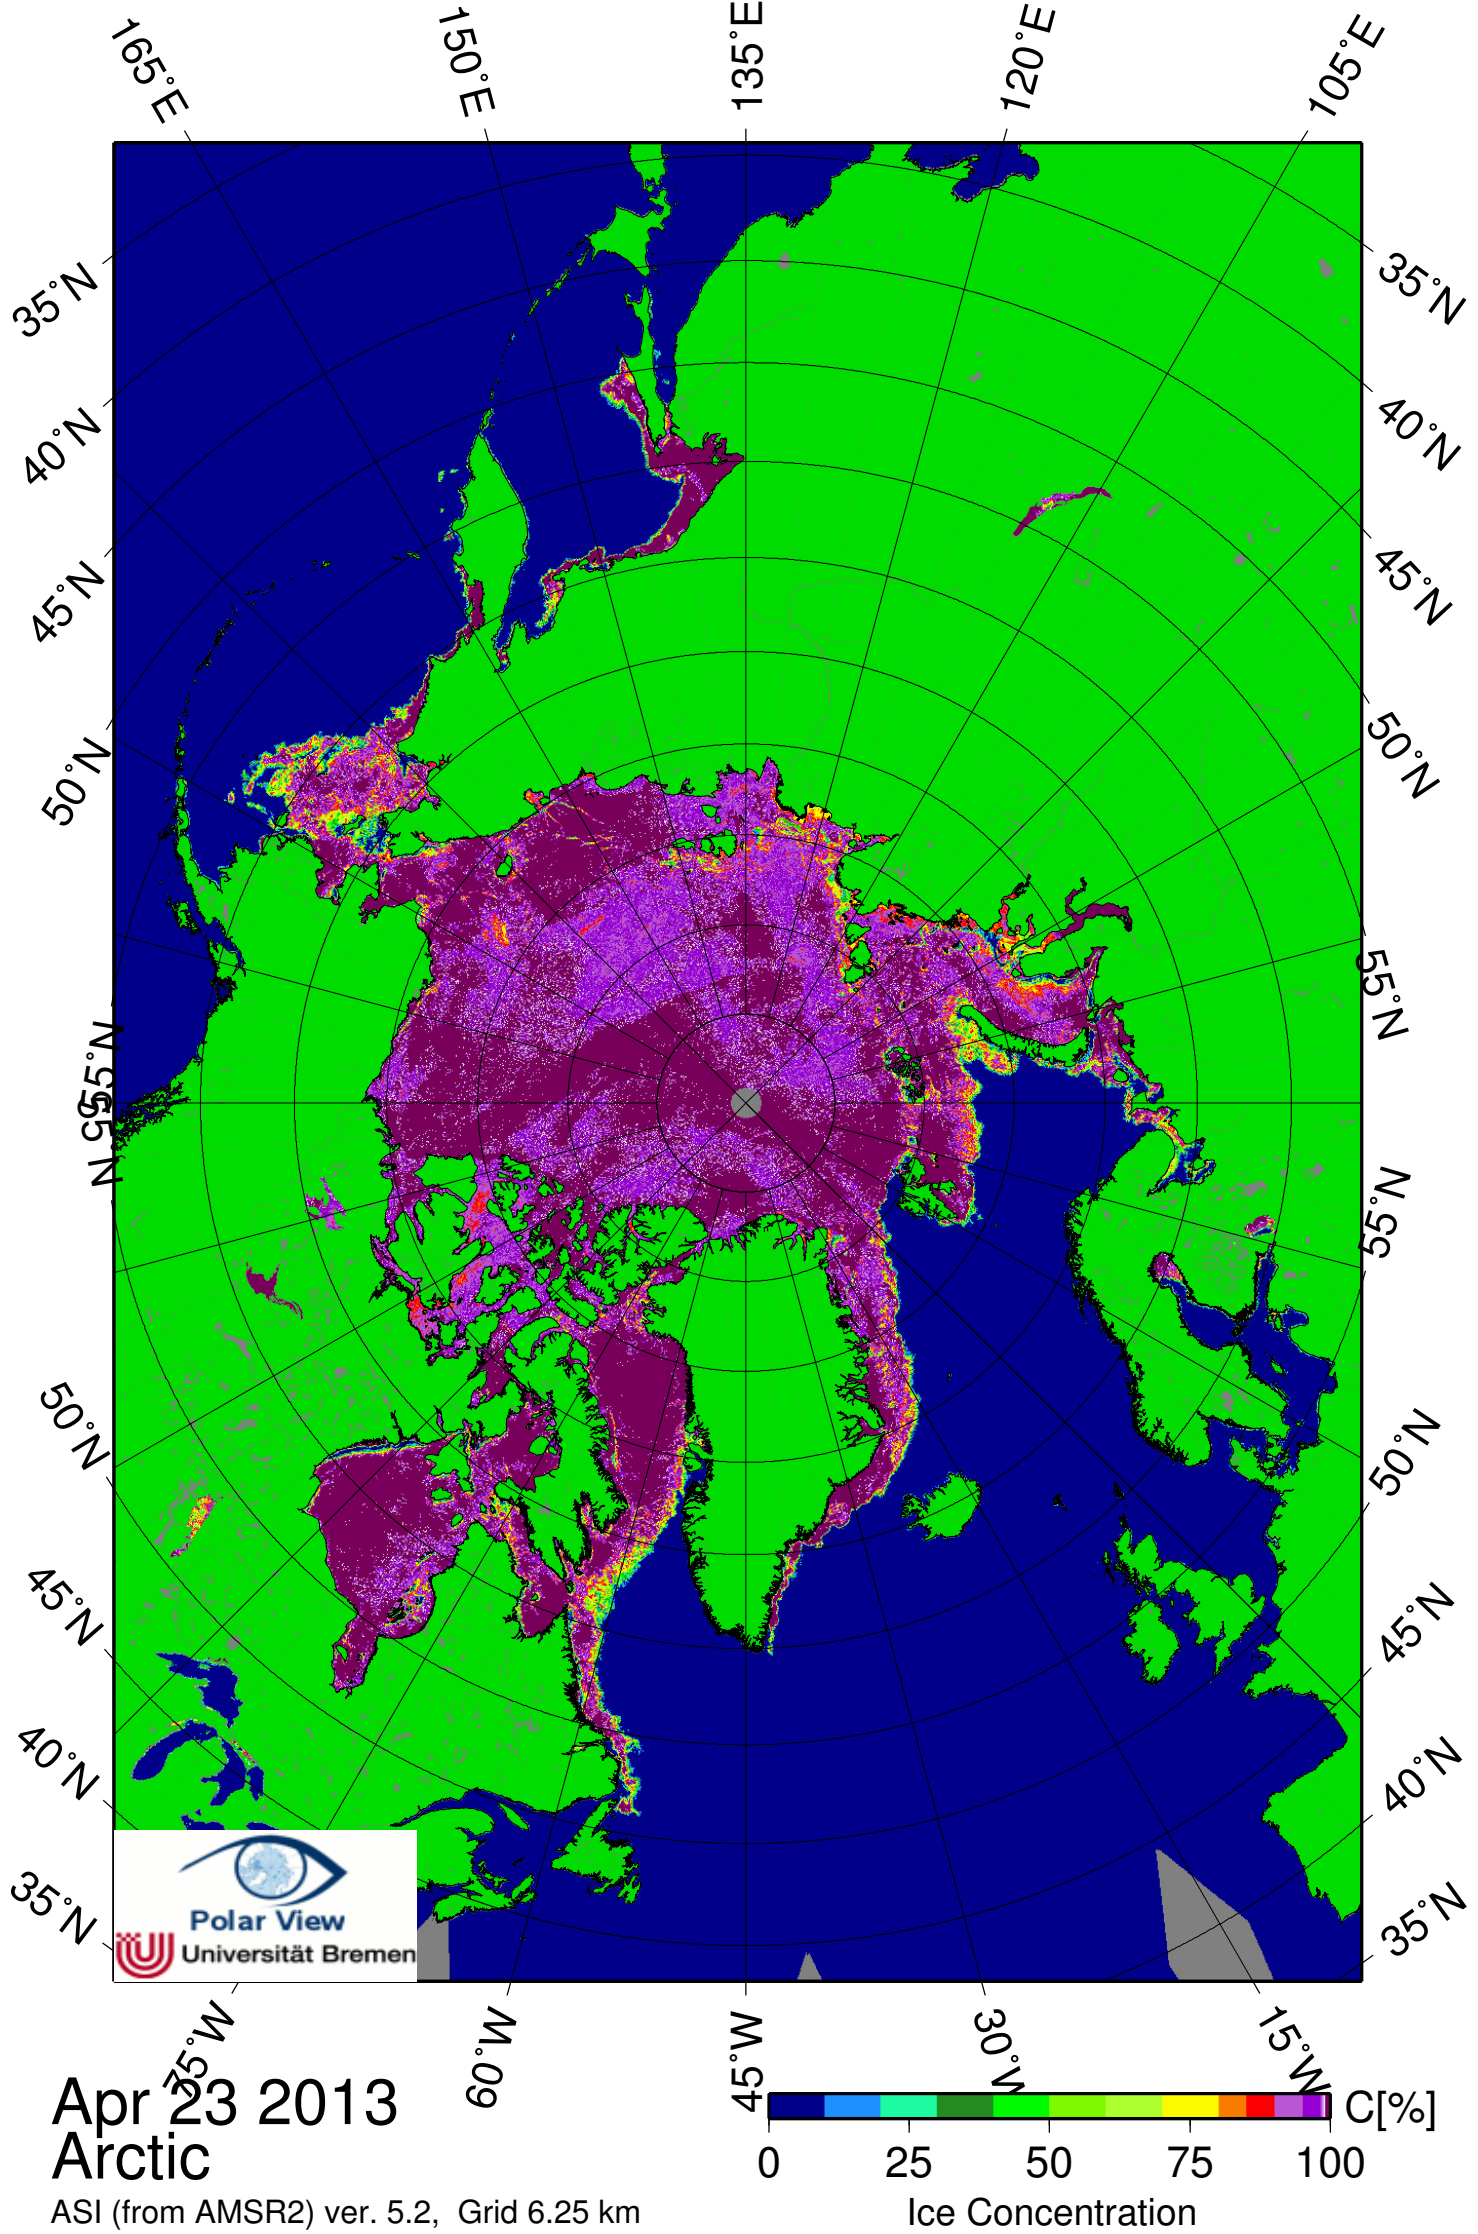 165°E 150°E 135°E 120°E 105°E
35°N 35°N
40°N 40°N
45°N 45°N
50°N 50°N
55°N 55°N
55°N 55°N
50°N 50°N
45°N 45°N
40°N 40°N
35°N 35°N
Polar View
Universität Bremen
75°W 60°W 45°W 30°W 15°W
Apr 23 2013
Arctic
ASI (from AMSR2) ver. 5.2, Grid 6.25 km
C[%]
0 25 50 75 100
Ice Concentration